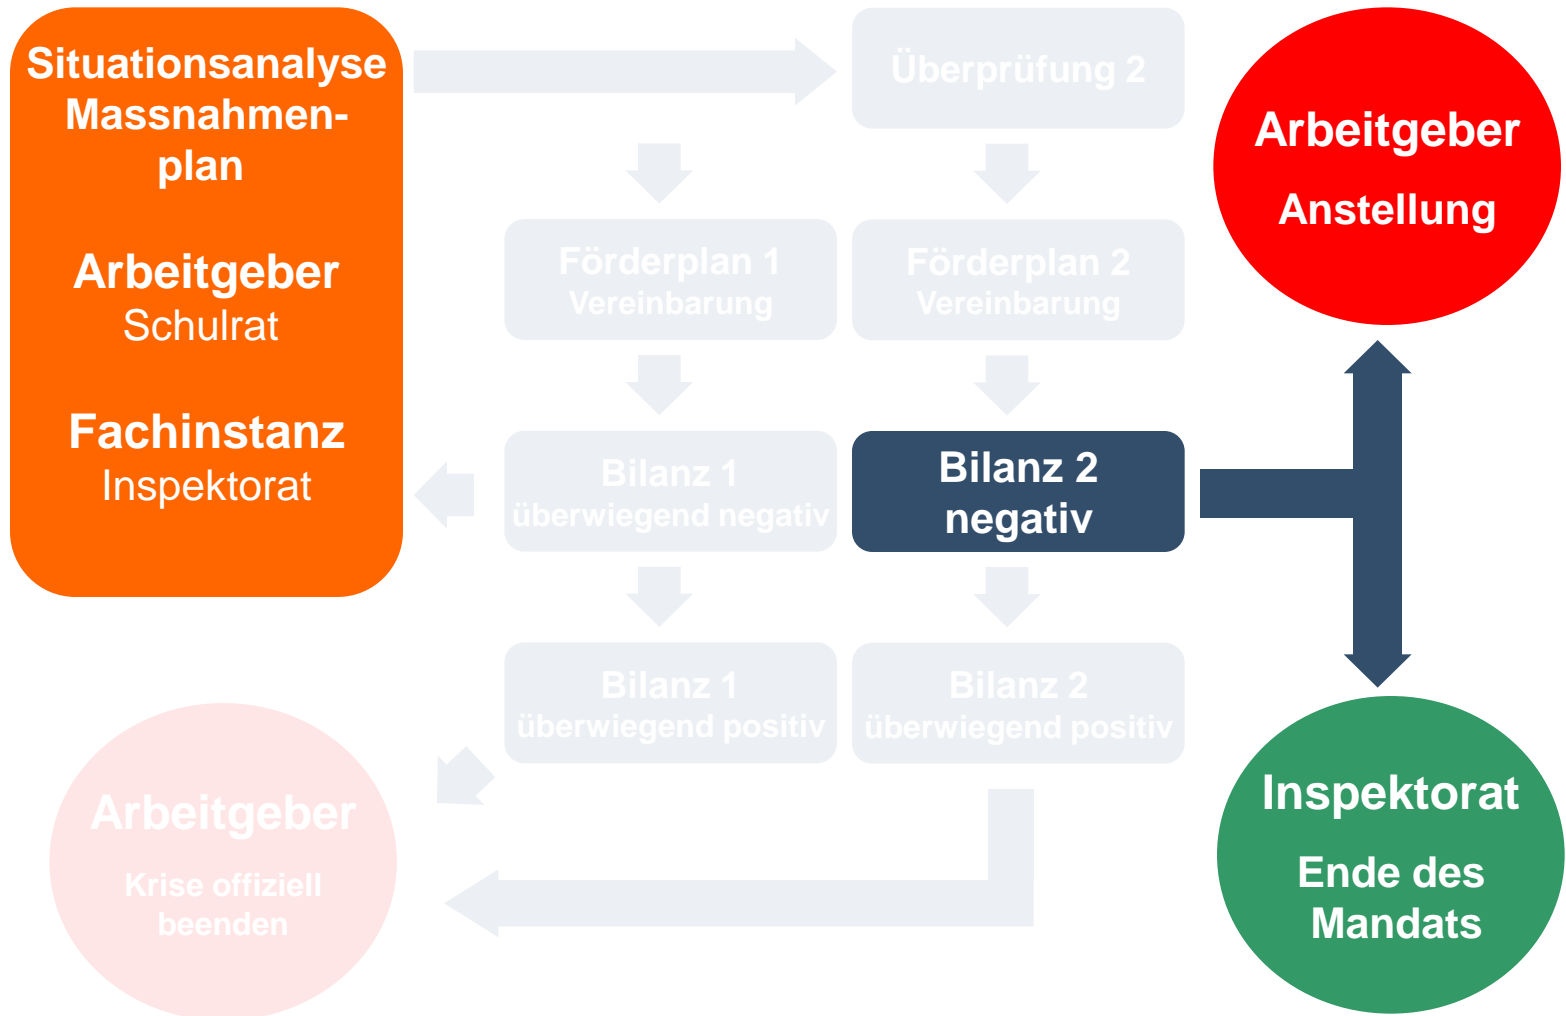 Situationsanalyse
Massnahmen-
plan
Arbeitgeber
Schulrat
Fachinstanz
Inspektorat
Überprüfung 2
Förderplan 1
Vereinbarung
Förderplan 2
Vereinbarung
Bilanz 1
überwiegend negativ
Bilanz 2
negativ
Bilanz 1
überwiegend positiv
Bilanz 2
überwiegend positiv
Arbeitgeber
Anstellung
Arbeitgeber
Krise offiziell
beenden
Inspektorat
Ende des
Mandats